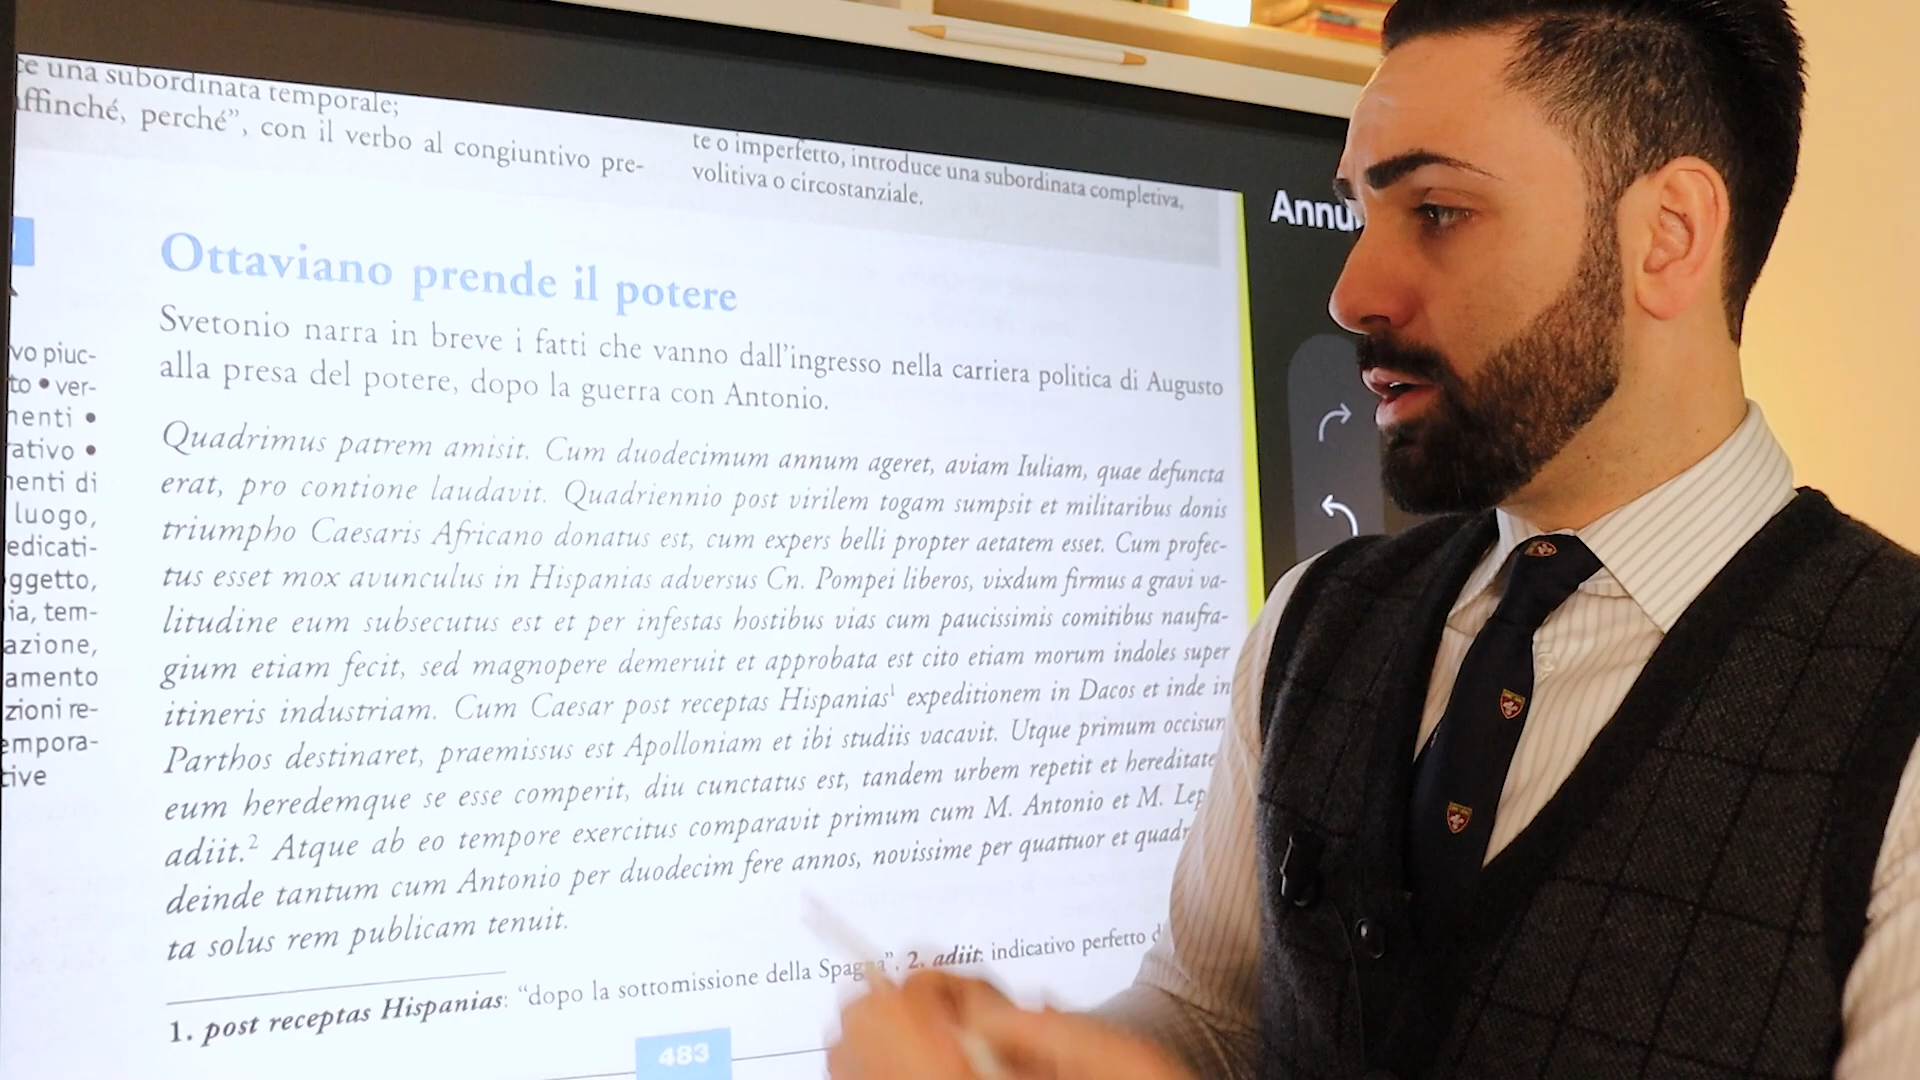 te una subordinata temporale;
affinché, perché”, con il verbo al congiuntivo pre-
te o imperfetto, introduce una subordinata completiva,
volitiva o circostanziale.
Annu
vo piuc-
to • ver-
enti •
ativo •
enti di
luogo,
edicati-
ggetto,
ia, tem-
azione,
amento
zioni re-
empora-
tive
Ottaviano prende il potere
Svetonio narra in breve i fatti che vanno dall'ingresso nella carriera politica di Augusto
alla presa del potere, dopo la guerra con Antonio.
Quadrimus patrem amisit. Cum duodecimum annum ageret, aviam Iuliam, quae defuncta
erat, pro contione laudavit. Quadriennio post virilem togam sumpsit et militaribus donis
triumpho Caesaris Africano donatus est, cum expers belli propter aetatem esset. Cum profec-
tus esset mox avunculus in Hispanias adversus Cn. Pompei liberos, vixdum firmus a gravi va-
litudine eum subsecutus est et per infestas hostibus vias cum paucissimis comitibus naufra-
gium etiam fecit, sed magnopere demeruit et approbata est cito etiam morum indoles super
itineris industriam. Cum Caesar post receptas Hispanias¹ expeditionem in Dacos et inde in
Parthos destinaret, praemissus est Apolloniam et ibi studiis vacavit. Utque primum occisum
eum heredemque se esse comperit, diu cunctatus est, tandem urbem repetit et hereditate
adiit.² Atque ab eo tempore exercitus comparavit primum cum M. Antonio et M. Lep
deinde tantum cum Antonio per duodecim fere annos, novissime per quattuor et quadr
ta solus rem publicam tenuit.
1. post receptas Hispanias: “dopo la sottomissione della Spagna”. 2. adiit: indicativo perfetto d
483